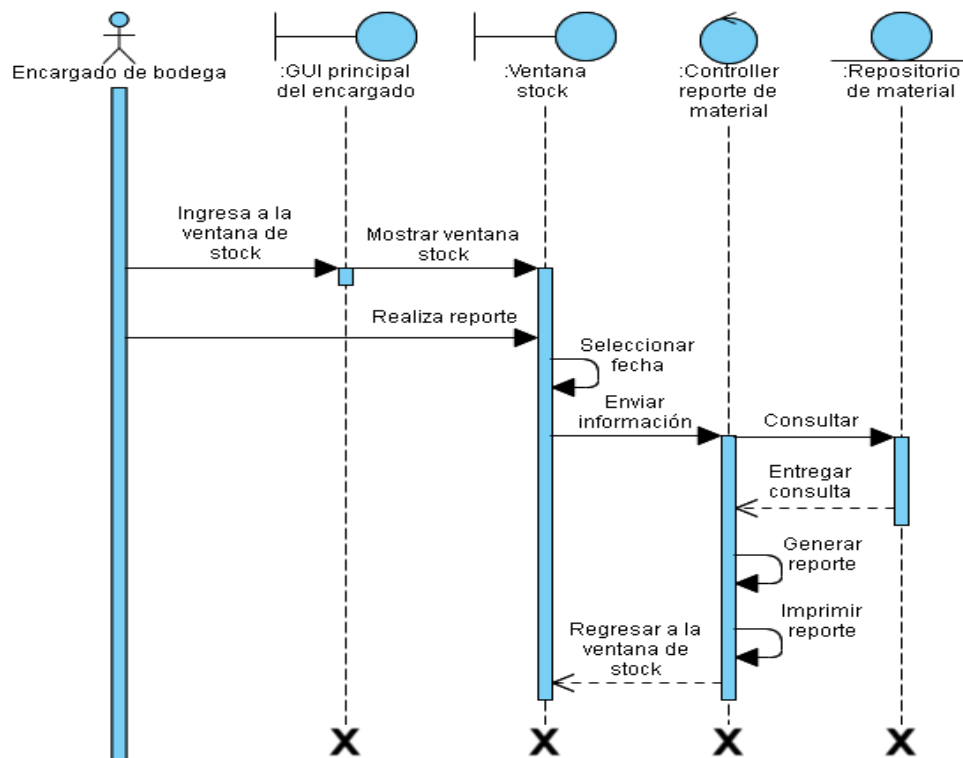 Encargado de bodega
:GUI principal
del encargado
:Ventana
stock
:Controller
reporte de
material
:Repositorio
de material
Ingresa a la
ventana de
stock
Mostrar ventana
stock
Realiza reporte
Seleccionar
fecha
Enviar
información
Consultar
Entregar
consulta
Generar
reporte
Imprimir
reporte
Regresar a la
ventana de
stock